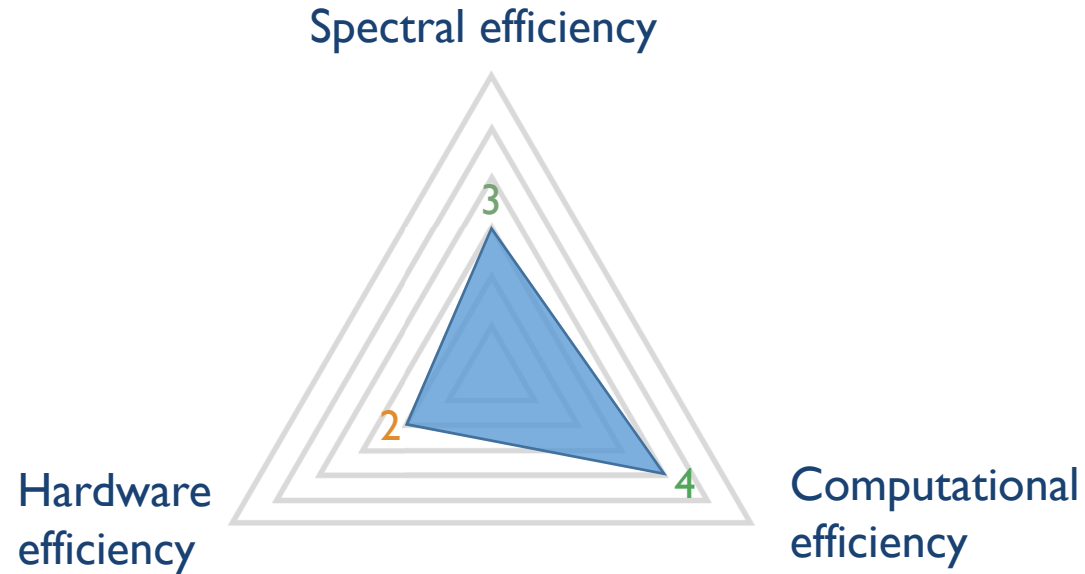 Spectral efficiency
3
2
4
Hardware
efficiency
Computational
efficiency